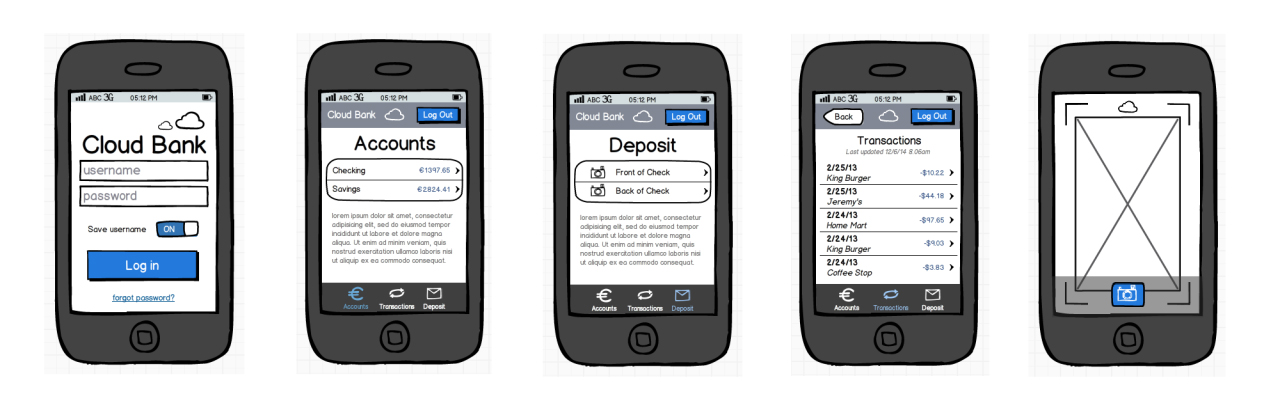 ABC 3G 05:12 PM
Cloud Bank
username
password
Save username ON
Log in
forgot password?
ABC 3G 05:12 PM
Cloud Bank Log Out
Accounts
Checking €1397.65
Savings €2824.41
lorem ipsum dolor sit amet, consectetur
adipisicing elit, sed do eiusmod tempor
incididunt ut labore et dolore magna
aliqua. Ut enim ad minim veniam, quis
nostrud exercitation ullamco laboris nisi
ut aliquip ex ea commodo consequat.
€
Accounts Transactions Deposit
ABC 3G 05:12 PM
Cloud Bank Log Out
Deposit
Front of Check
Back of Check
lorem ipsum dolor sit amet, consectetur
adipisicing elit, sed do eiusmod tempor
incididunt ut labore et dolore magna
aliqua. Ut enim ad minim veniam, quis
nostrud exercitation ullamco laboris nisi
ut aliquip ex ea commodo consequat.
€
Accounts Transactions Deposit
ABC 3G 05:12 PM
Back Log Out
Transactions
Last updated 12/6/14 8:06am
2/25/13
King Burger -$10.22
2/25/13
Jeremy's -$44.18
2/24/13
Home Mart -$97.65
2/24/13
King Burger -$9.03
2/24/13
Coffee Stop -$3.83
€
Accounts Transactions Deposit